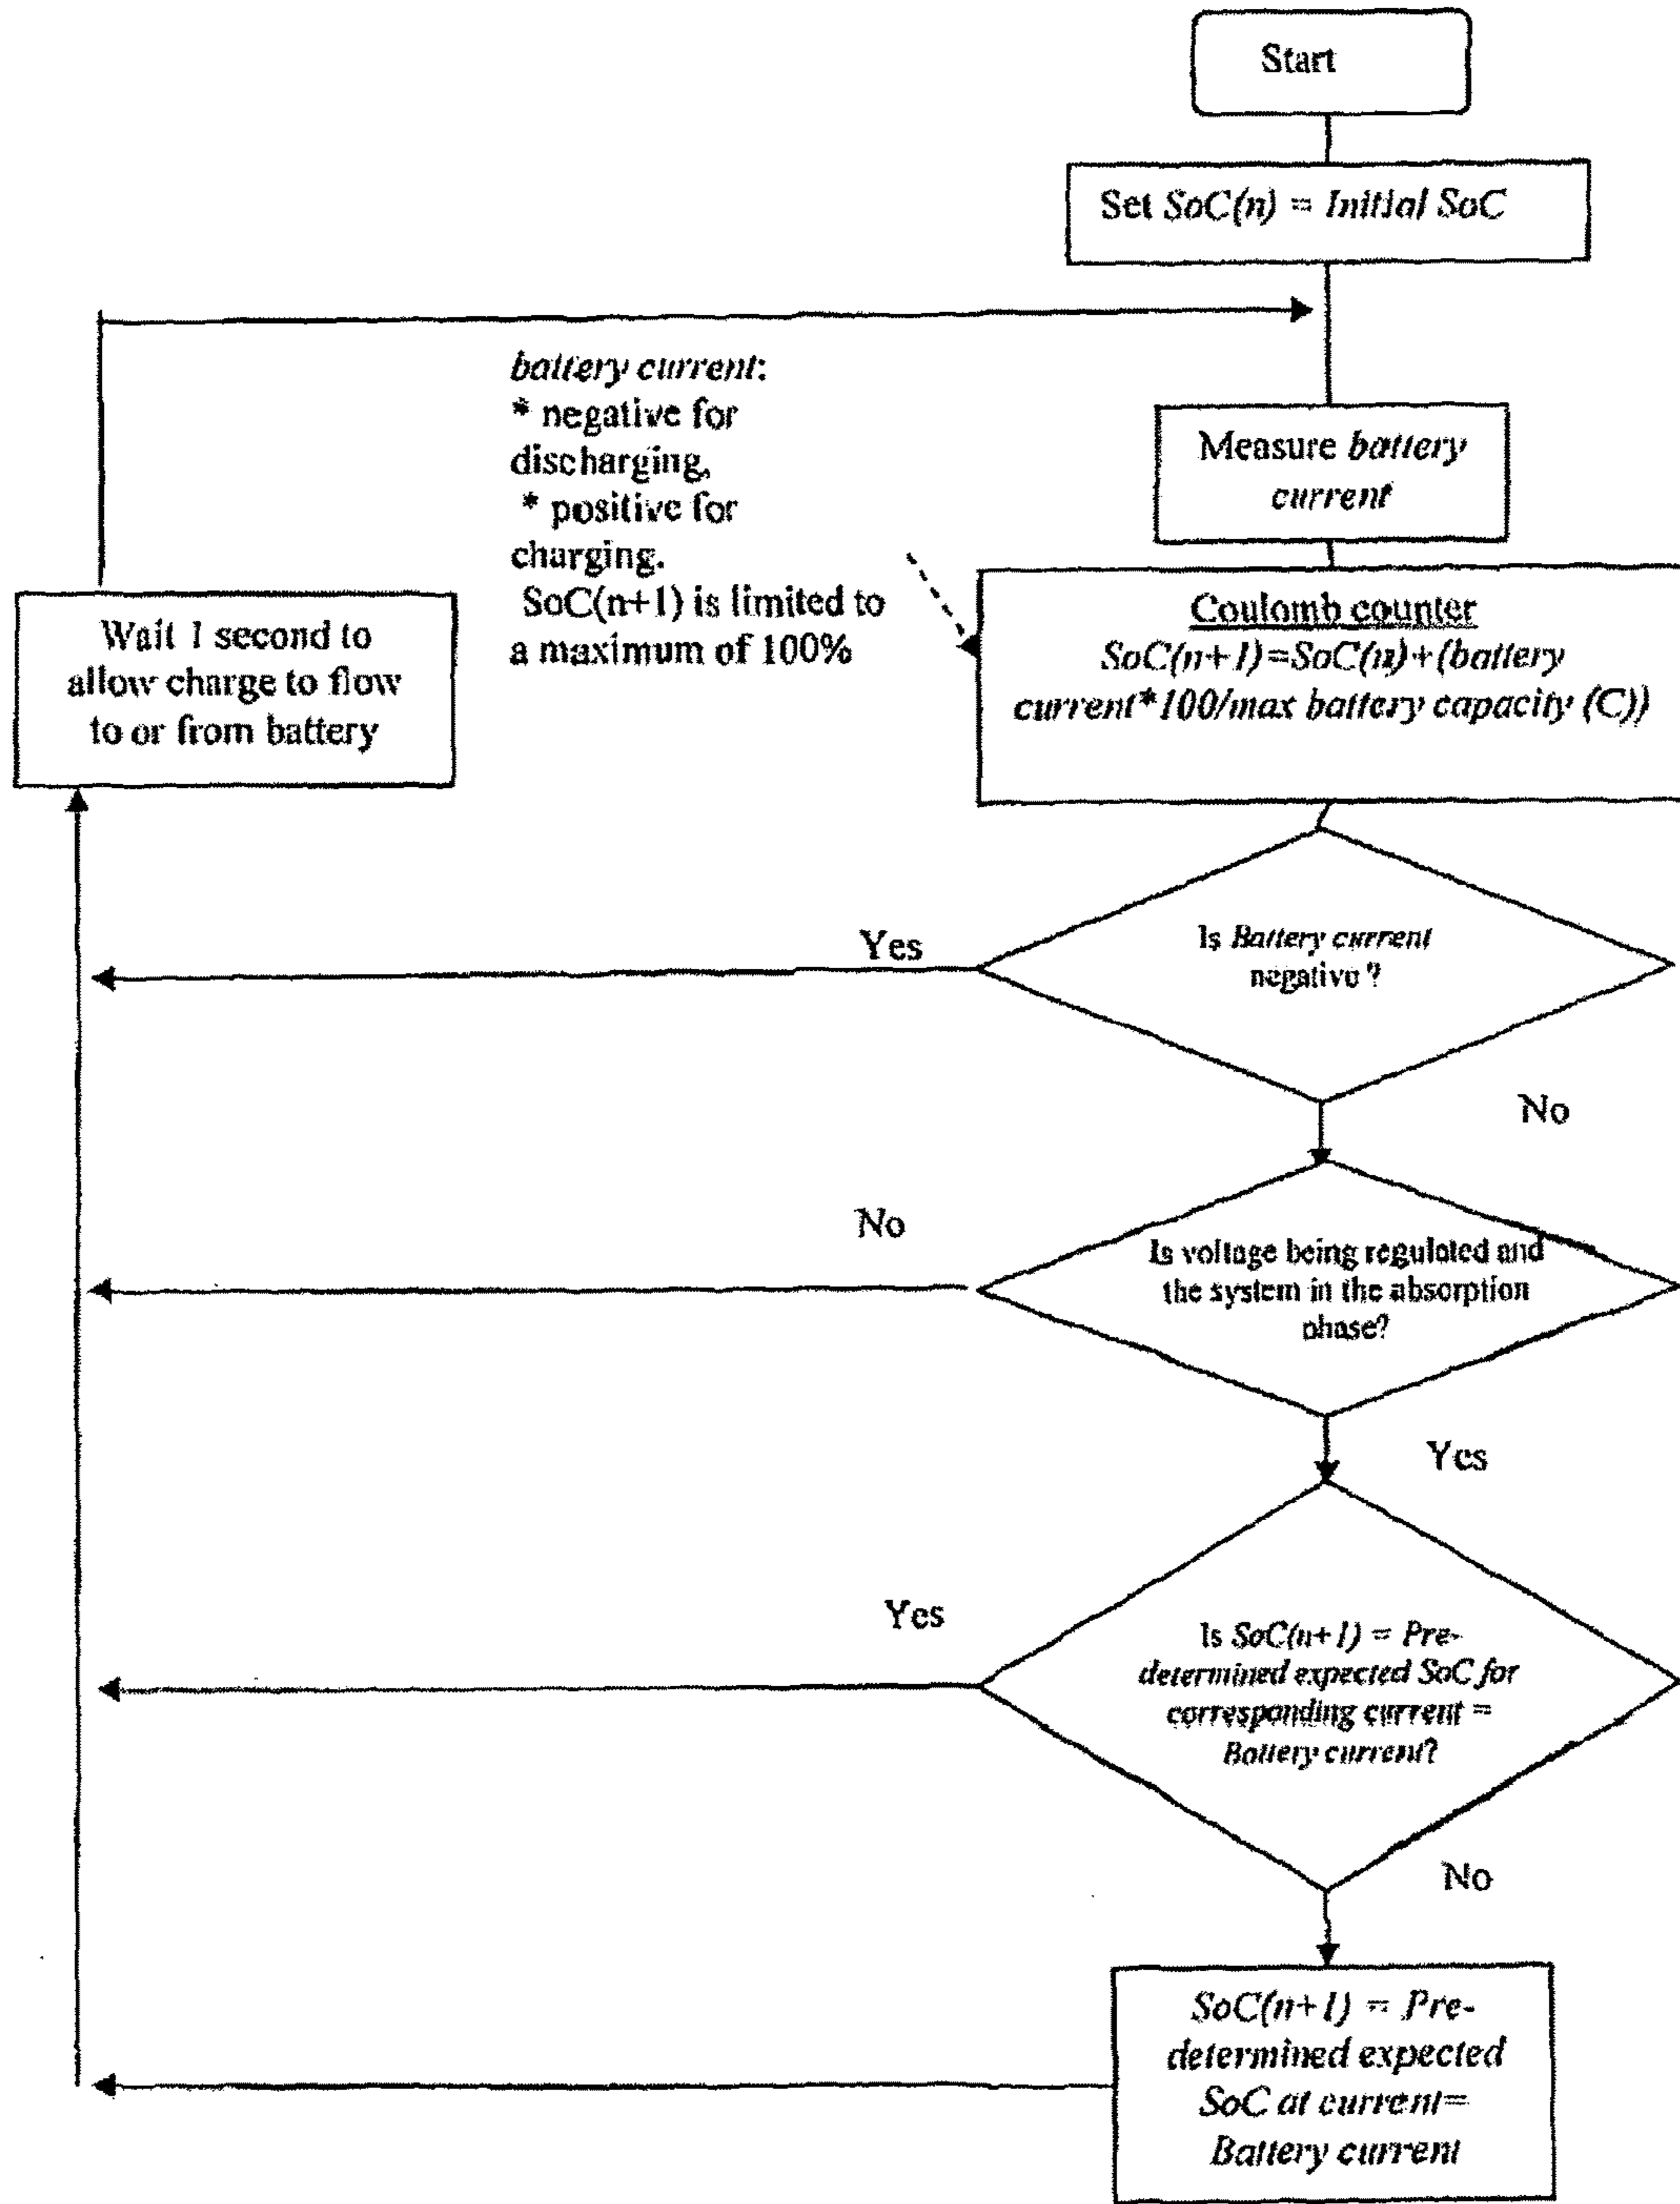 Start
Set SoC(n) = Initial SoC
battery current:
* negative for
discharging,
* positive for
charging.
SoC(n+1) is limited to
a maximum of 100%
Measure battery
current
Wait 1 second to
allow charge to flow
to or from battery
Coulomb counter
SoC(n+1)=SoC(n)+(battery
current*100/max battery capacity (C))
Yes
Is Battery current
negative ?
No
No
Is voltage being regulated and
the system in the absorption
phase?
Yes
Yes
Is SoC(n+1) = Pre-
determined expected SoC for
corresponding current =
Battery current?
No
SoC(n+1) = Pre-
determined expected
SoC at current=
Battery current